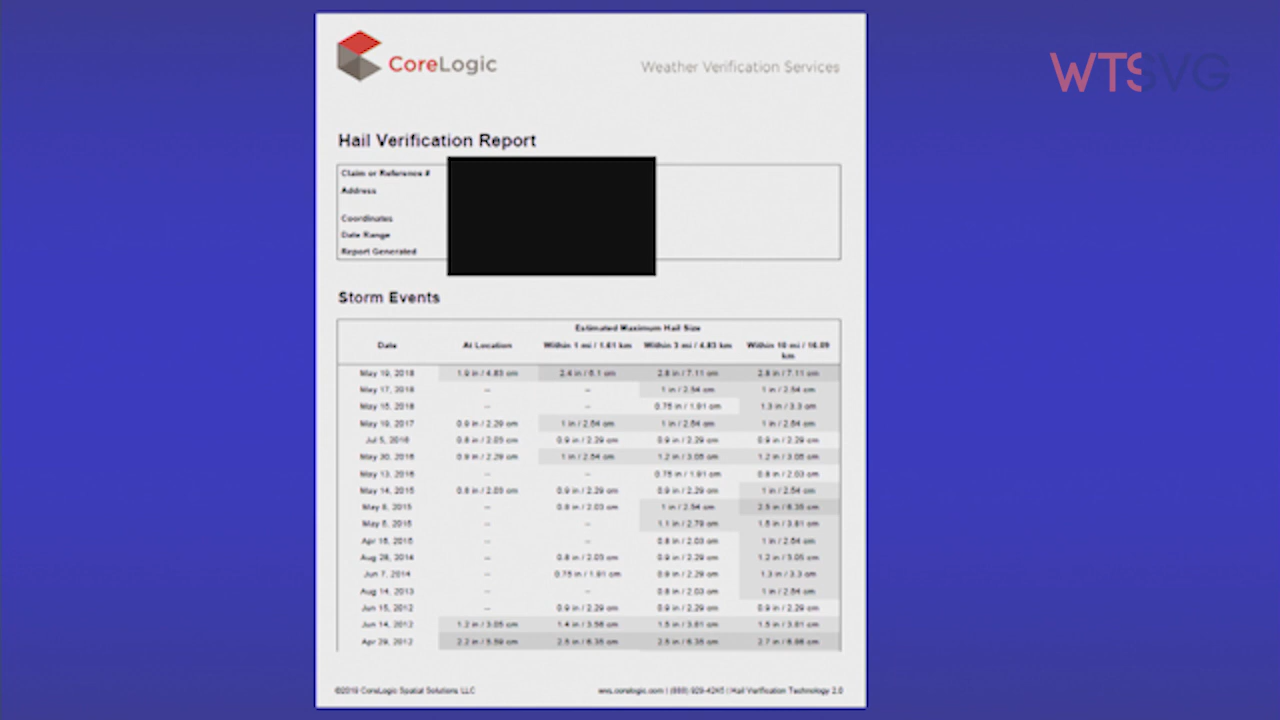 CoreLogic
Weather Verification Services
WTSVG
Hail Verification Report
Claim or Reference #
Address
Coordinates
Date Range
Report Generated
Storm Events
Estimated Maximum Hail Size
Date At Location Within 1 mi / 1.61 km Within 3 mi / 4.83 km Within 10 mi / 16.09 km
May 19, 2018 1.9 in / 4.83 cm 2.4 in / 6.1 cm 2.8 in / 7.11 cm 2.8 in / 7.11 cm
May 17, 2018 -- -- 1 in / 2.54 cm 1 in / 2.54 cm
May 15, 2018 -- -- 0.75 in / 1.91 cm 1.3 in / 3.3 cm
May 19, 2017 0.9 in / 2.29 cm 1 in / 2.54 cm 1 in / 2.54 cm 1 in / 2.54 cm
Jul 5, 2016 0.8 in / 2.03 cm 0.9 in / 2.29 cm 0.9 in / 2.29 cm 0.9 in / 2.29 cm
May 30, 2016 0.9 in / 2.29 cm 1 in / 2.54 cm 1.2 in / 3.05 cm 1.2 in / 3.05 cm
May 13, 2016 -- -- 0.75 in / 1.91 cm 0.8 in / 2.03 cm
May 14, 2015 0.8 in / 2.03 cm 0.9 in / 2.29 cm 0.9 in / 2.29 cm 1 in / 2.54 cm
May 8, 2015 -- 0.8 in / 2.03 cm 1 in / 2.54 cm 2.5 in / 6.35 cm
May 6, 2015 -- -- 1.1 in / 2.79 cm 1.5 in / 3.81 cm
Apr 16, 2015 -- -- 0.8 in / 2.03 cm 1 in / 2.54 cm
Aug 28, 2014 -- 0.8 in / 2.03 cm 0.9 in / 2.29 cm 1.2 in / 3.05 cm
Jun 7, 2014 -- 0.75 in / 1.91 cm 0.9 in / 2.29 cm 1.3 in / 3.3 cm
Aug 14, 2013 -- -- 0.8 in / 2.03 cm 1 in / 2.54 cm
Jun 15, 2012 -- 0.9 in / 2.29 cm 0.9 in / 2.29 cm 0.9 in / 2.29 cm
Jun 14, 2012 1.2 in / 3.05 cm 1.4 in / 3.56 cm 1.5 in / 3.81 cm 1.5 in / 3.81 cm
Apr 29, 2012 2.2 in / 5.59 cm 2.5 in / 6.35 cm 2.5 in / 6.35 cm 2.7 in / 6.86 cm
©2019 CoreLogic Spatial Solutions LLC
www.corelogic.com | (888) 929-4245 | Hail Verification Technology 2.0